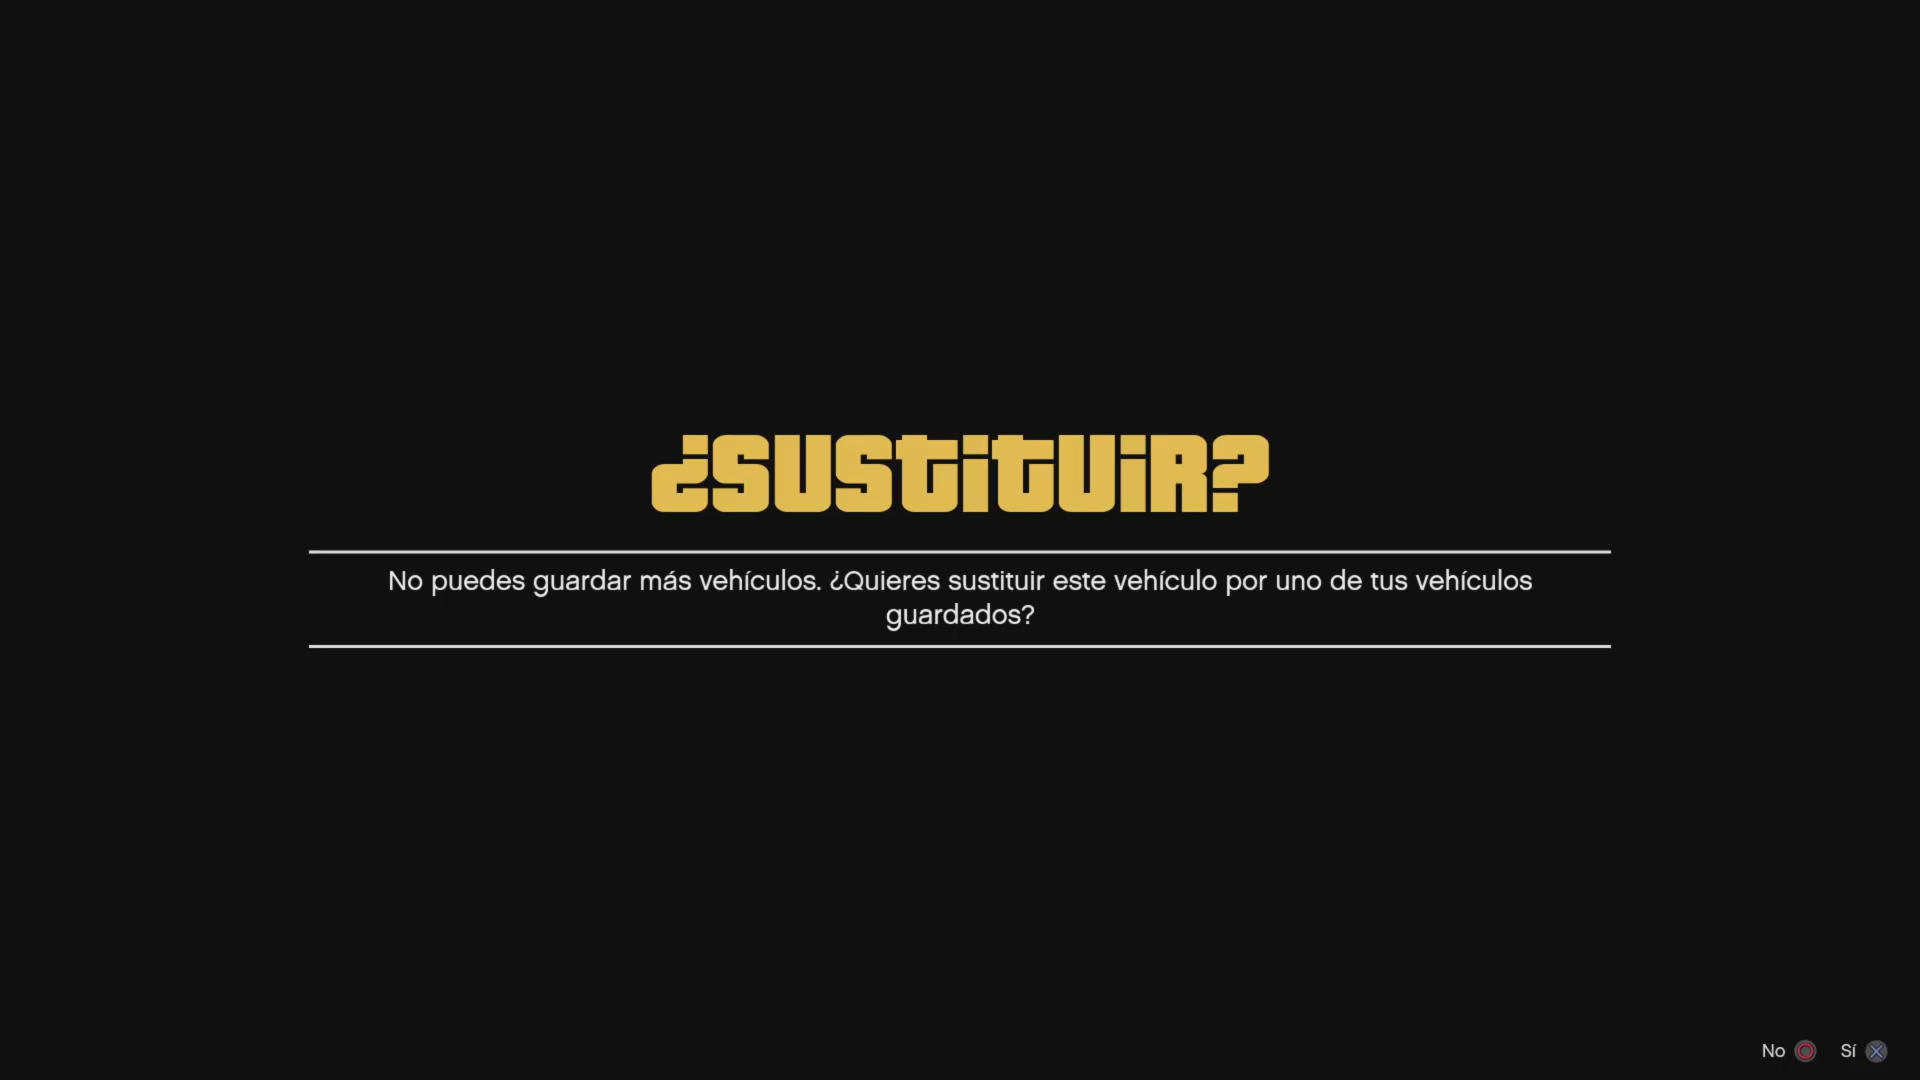 ¿SUSTITUIR?
No puedes guardar más vehículos. ¿Quieres sustituir este vehículo por uno de tus vehículos
guardados?
No Sí